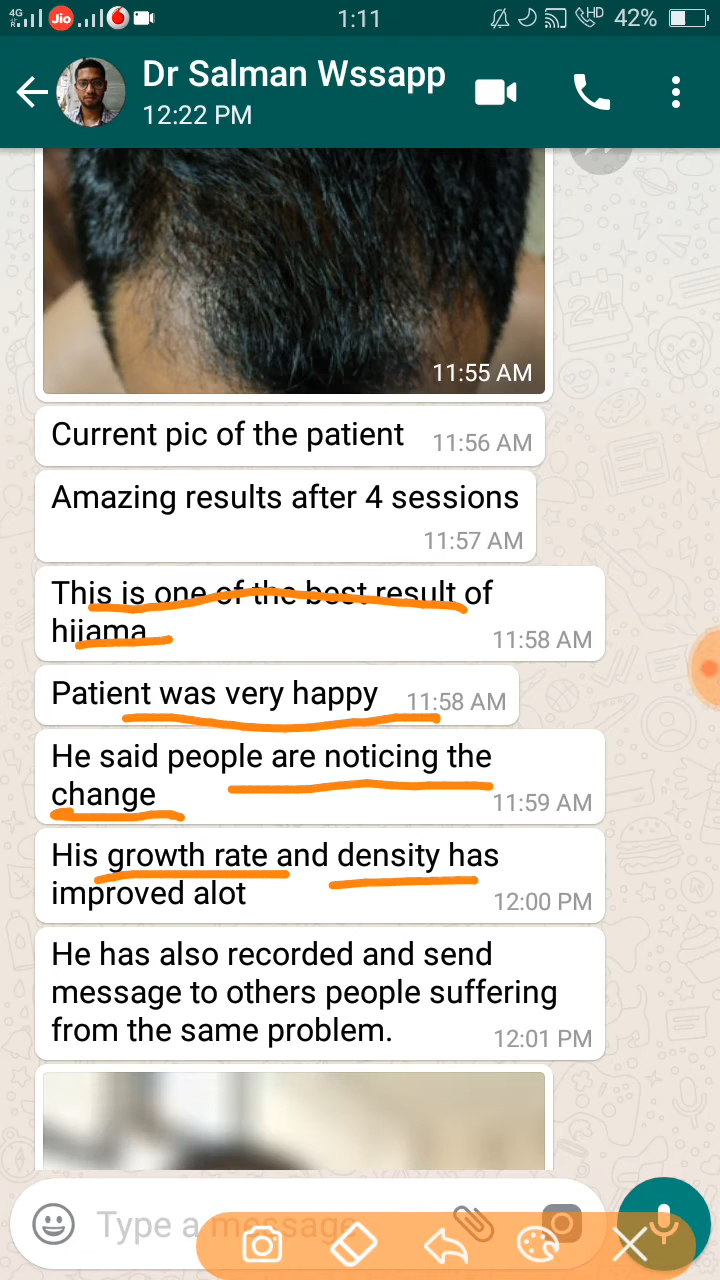 4G
R
Jio
1:11
HD
42%
Dr Salman Wssapp
12:22 PM
11:55 AM
Current pic of the patient
11:56 AM
Amazing results after 4 sessions
11:57 AM
This is one of the best result of
hijama
11:58 AM
Patient was very happy
11:58 AM
He said people are noticing the
change
11:59 AM
His growth rate and density has
improved alot
12:00 PM
He has also recorded and send
message to others people suffering
from the same problem.
12:01 PM
Type a message